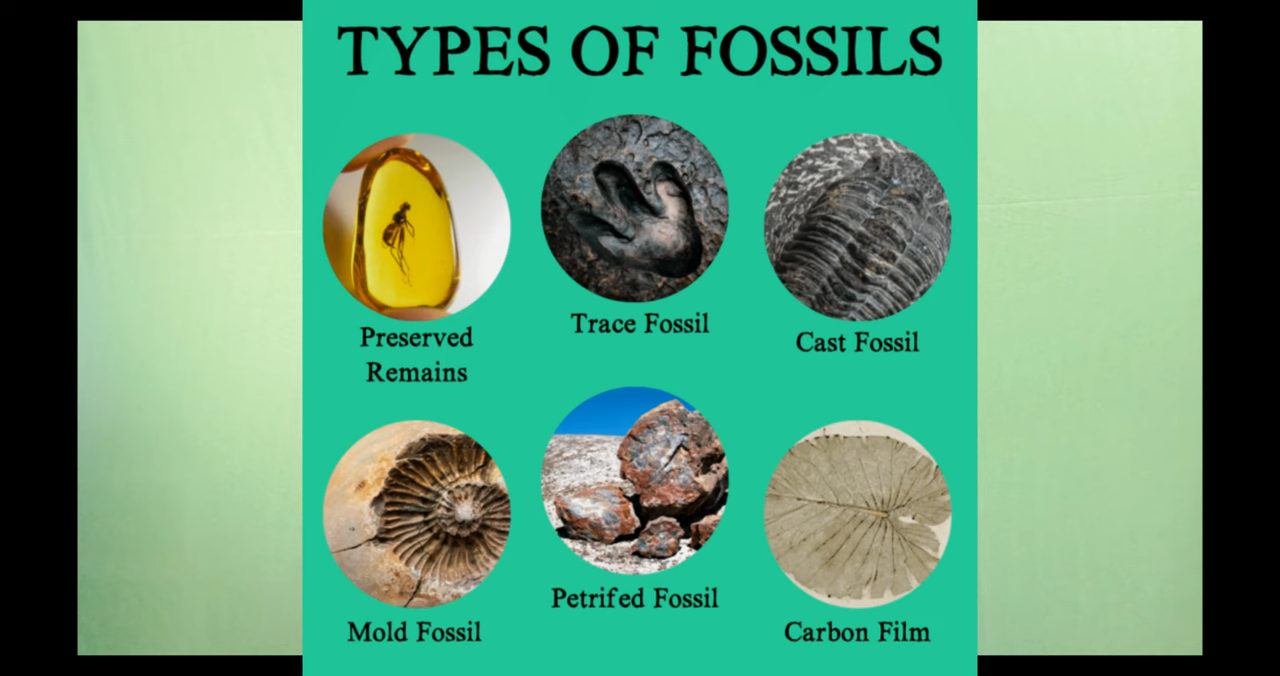 TYPES OF FOSSILS
Preserved
Remains
Trace Fossil
Cast Fossil
Mold Fossil
Petrifed Fossil
Carbon Film